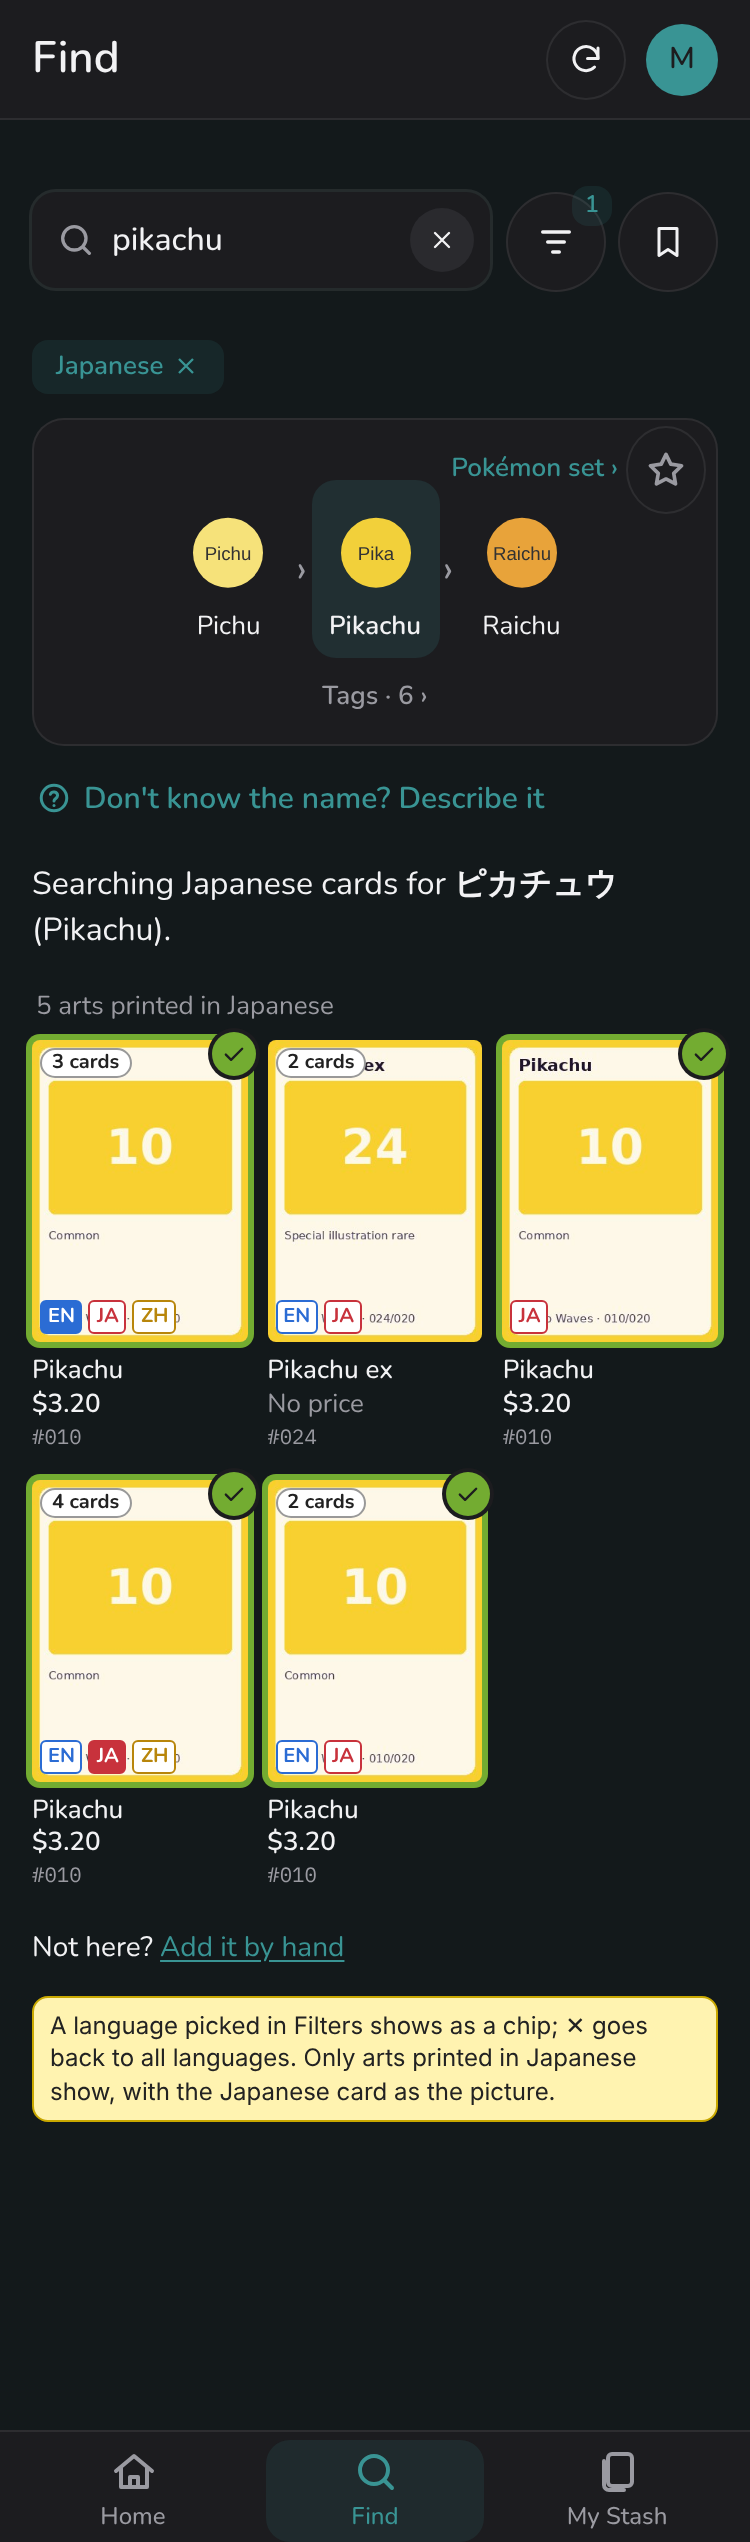 Find
M
pikachu
1
Japanese
Pokémon set ›
Pichu
Pika
Raichu
Pichu
Pikachu
Raichu
Tags · 6 ›
Don't know the name? Describe it
Searching Japanese cards for ピカチュウ
(Pikachu).
5 arts printed in Japanese
3 cards
10
Common
EN JA ZH
Pikachu
$3.20
#010
2 cards ex
24
Special illustration rare
EN JA · 024/020
Pikachu ex
No price
#024
Pikachu
10
Common
JA Waves · 010/020
Pikachu
$3.20
#010
4 cards
10
Common
EN JA ZH
Pikachu
$3.20
#010
2 cards
10
Common
EN JA · 010/020
Pikachu
$3.20
#010
Not here? Add it by hand
A language picked in Filters shows as a chip; ✕ goes
back to all languages. Only arts printed in Japanese
show, with the Japanese card as the picture.
Home
Find
My Stash